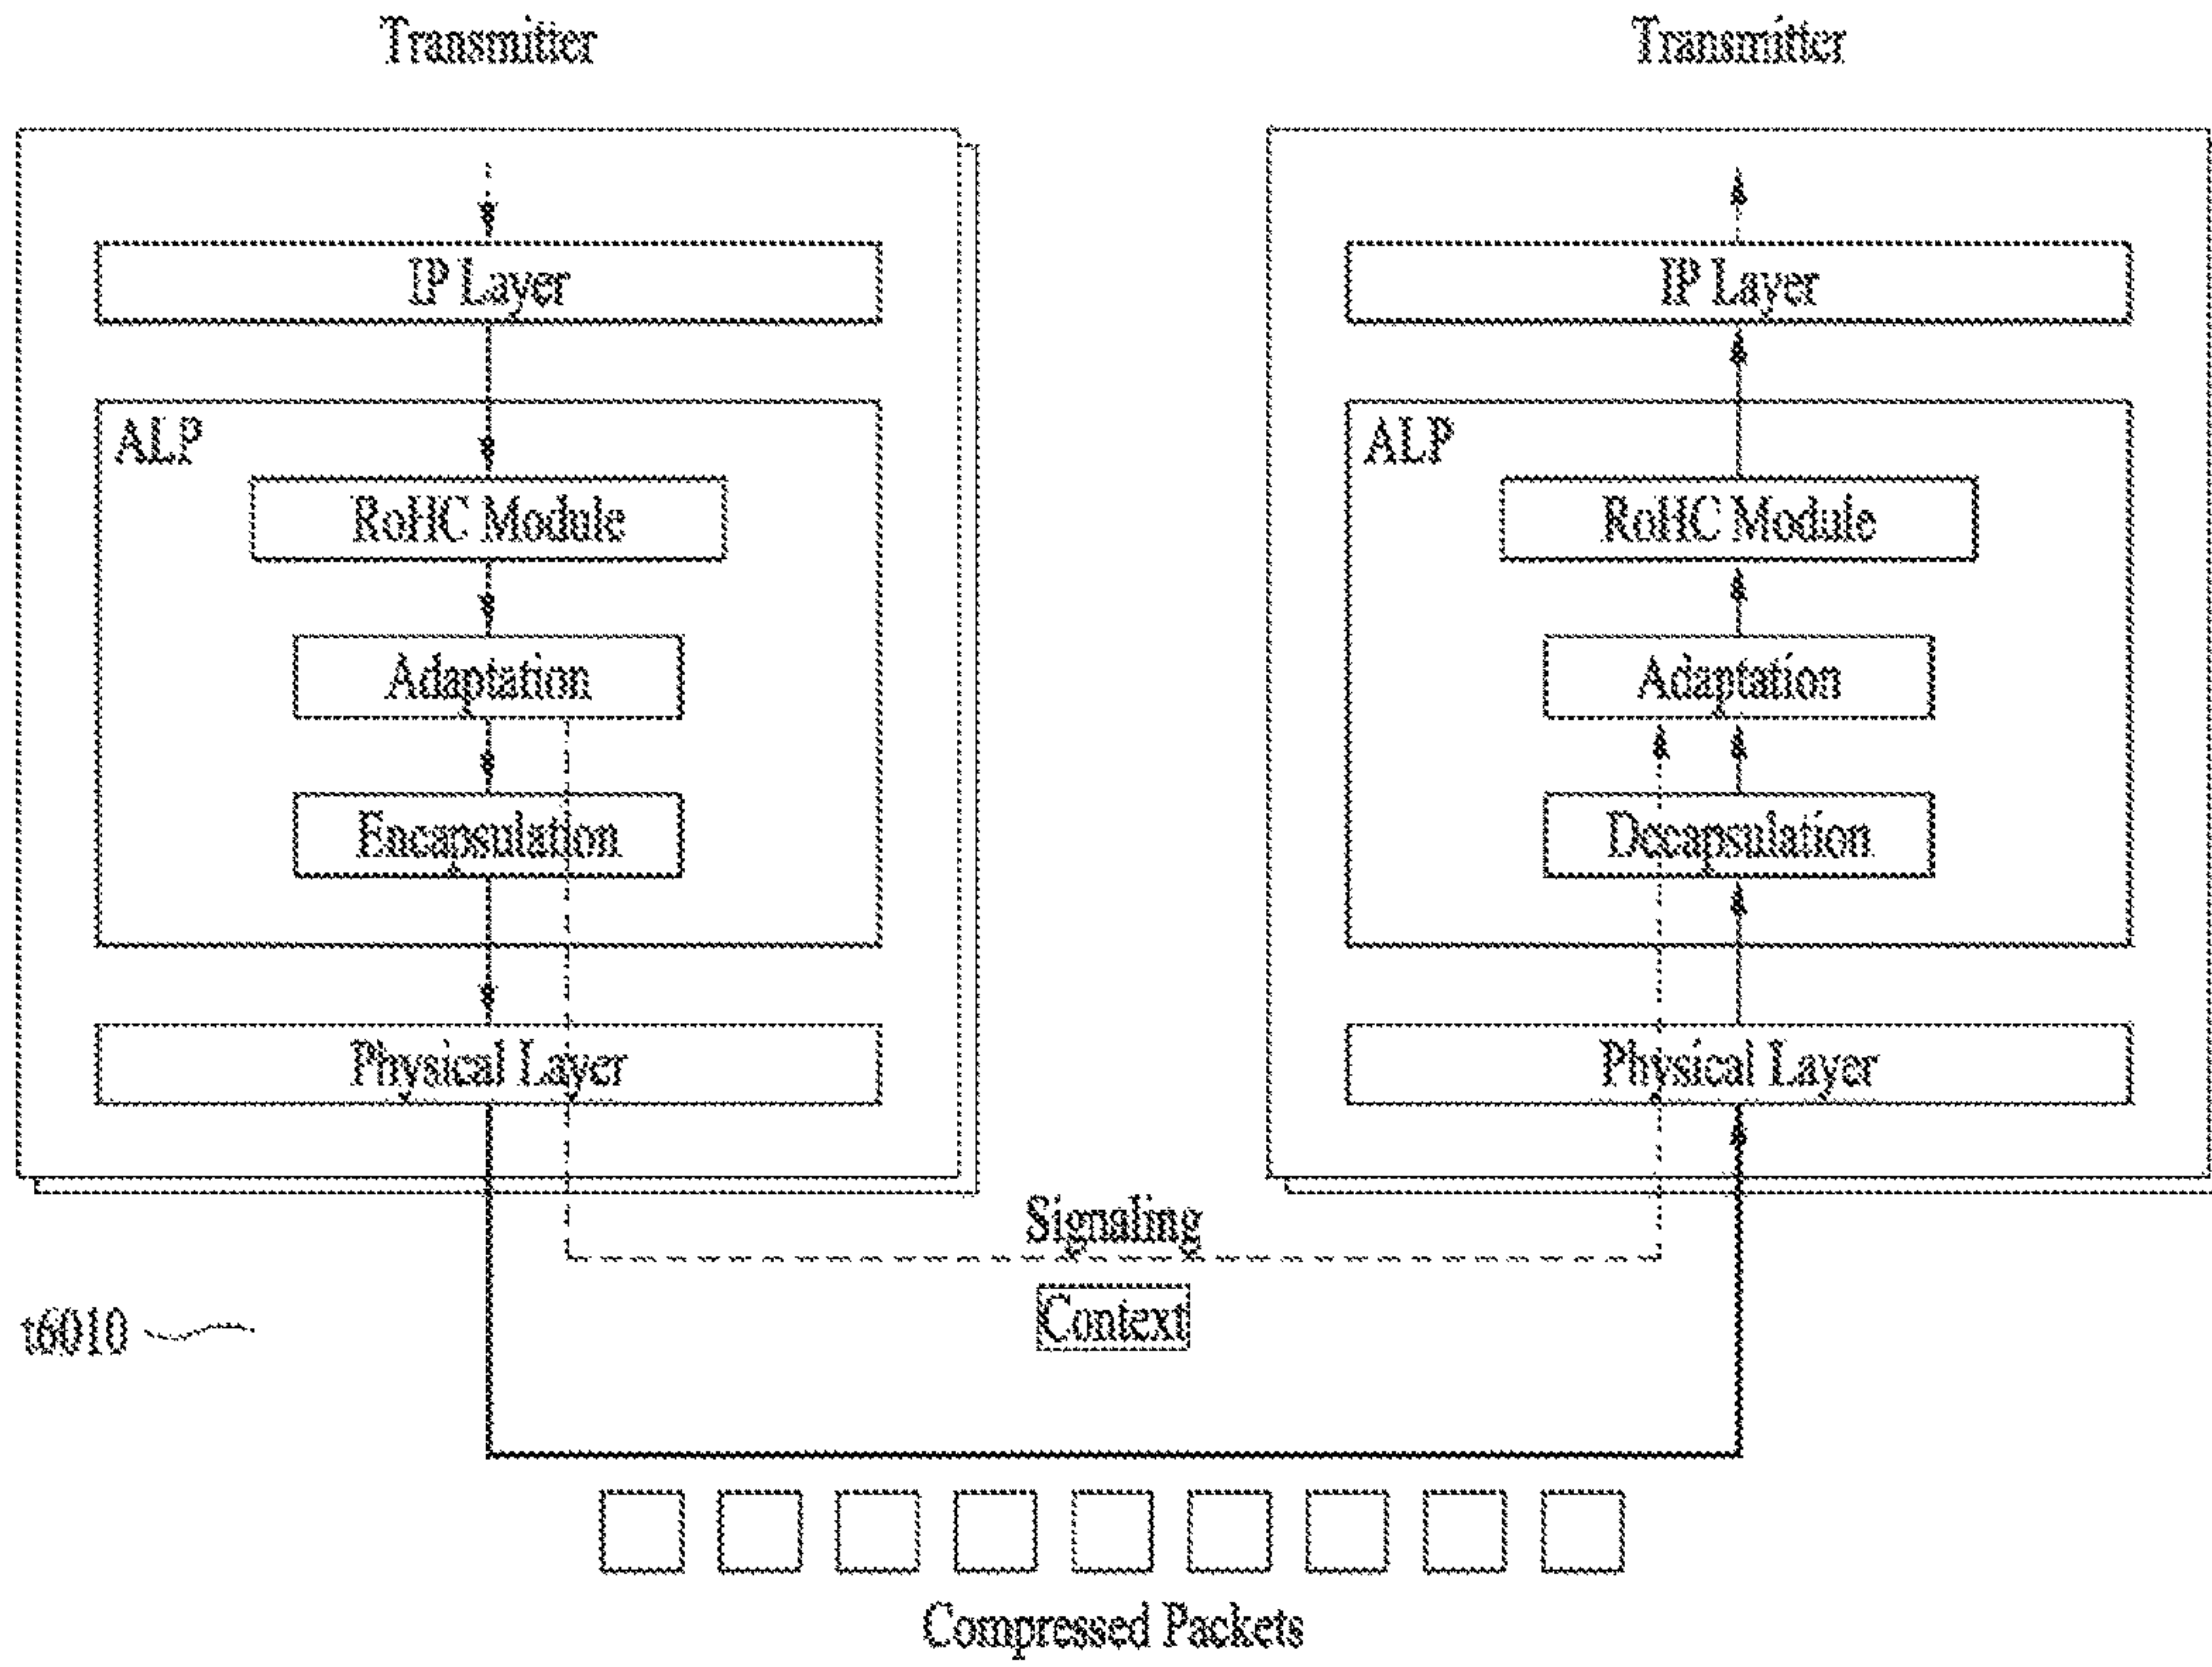 Transmitter
IP Layer
ALP
RoHC Module
Adaptation
Encapsulation
Physical Layer
Transmitter
IP Layer
ALP
RoHC Module
Adaptation
Decapsulation
Physical Layer
Signaling
Context
t6010
Compressed Packets